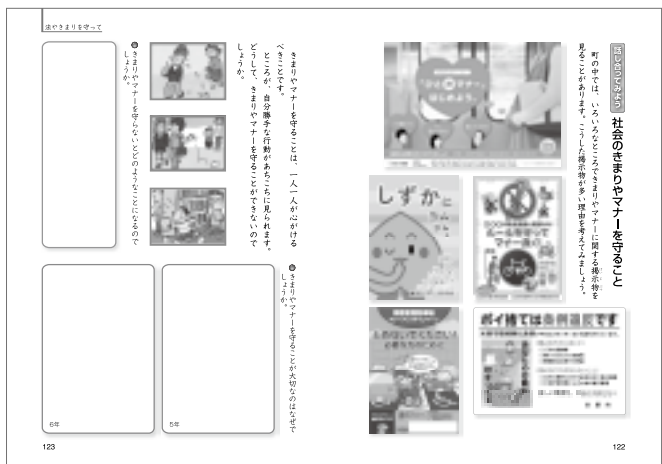 法やきまりを守って
話し合ってみよう
社会のきまりやマナーを守ること
町の中では、いろいろなところできまりやマナーに関する掲示物を
見ることがあります。こうした掲示物が多い理由を考えてみましょう。
はじめよう。
しずかに
ルールを守って
ポイ捨ては条例違反です
122
きまりやマナーを守ることは、一人一人が心がける
べきことです。
ところが、自分勝手な行動があちこちに見られます。
どうして、きまりやマナーを守ることができないので
しょうか。
きまりやマナーを守らないとどのようなことになるので
しょうか。
きまりやマナーを守ることが大切なのはなぜで
しょうか。
5年
6年
123